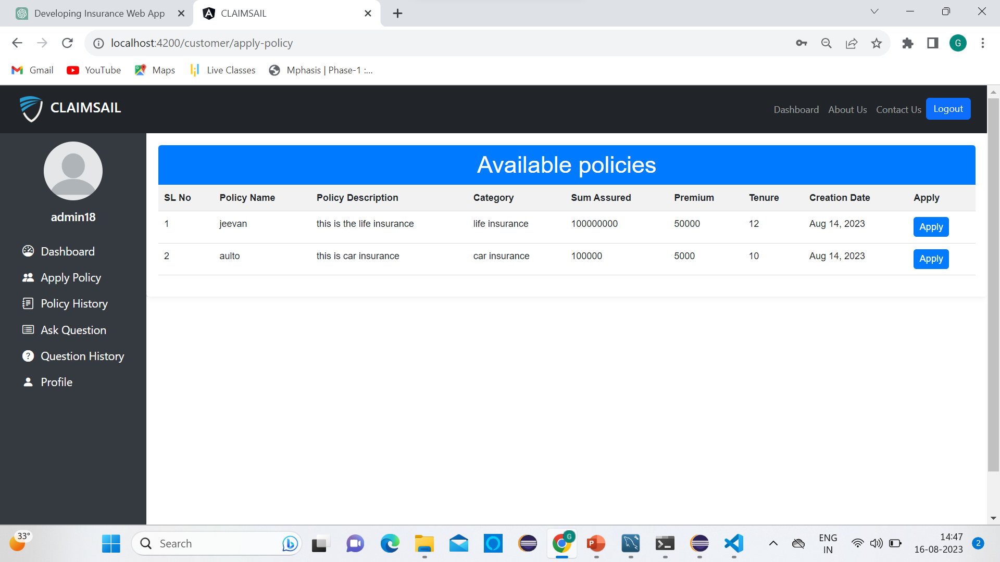 Developing Insurance Web App
CLAIMSAIL
localhost:4200/customer/apply-policy
G
Gmail
YouTube
Maps
Live Classes
Mphasis | Phase-1 :...
CLAIMSAIL
Dashboard About Us Contact Us Logout
admin18
Dashboard
Apply Policy
Policy History
Ask Question
Question History
Profile
Available policies
SL No Policy Name Policy Description Category Sum Assured Premium Tenure Creation Date Apply
1 jeevan this is the life insurance life insurance 100000000 50000 12 Aug 14, 2023 Apply
2 aulto this is car insurance car insurance 100000 5000 10 Aug 14, 2023 Apply
33°
Search
G
P
ENG
IN
14:47
16-08-2023
2